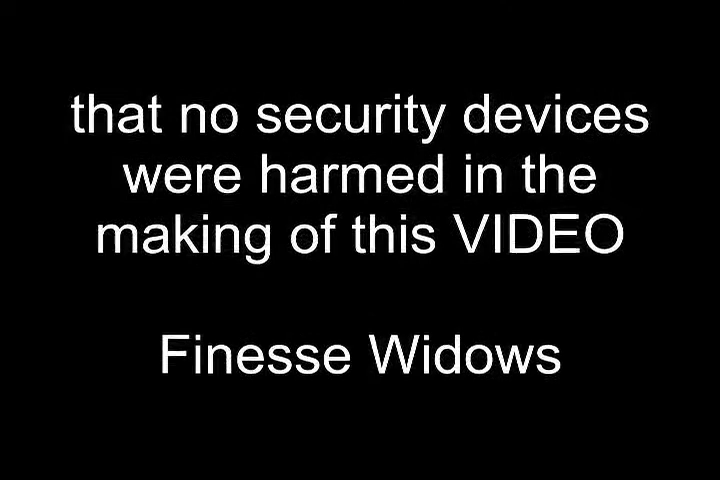 that no security devices
were harmed in the
making of this VIDEO
Finesse Widows